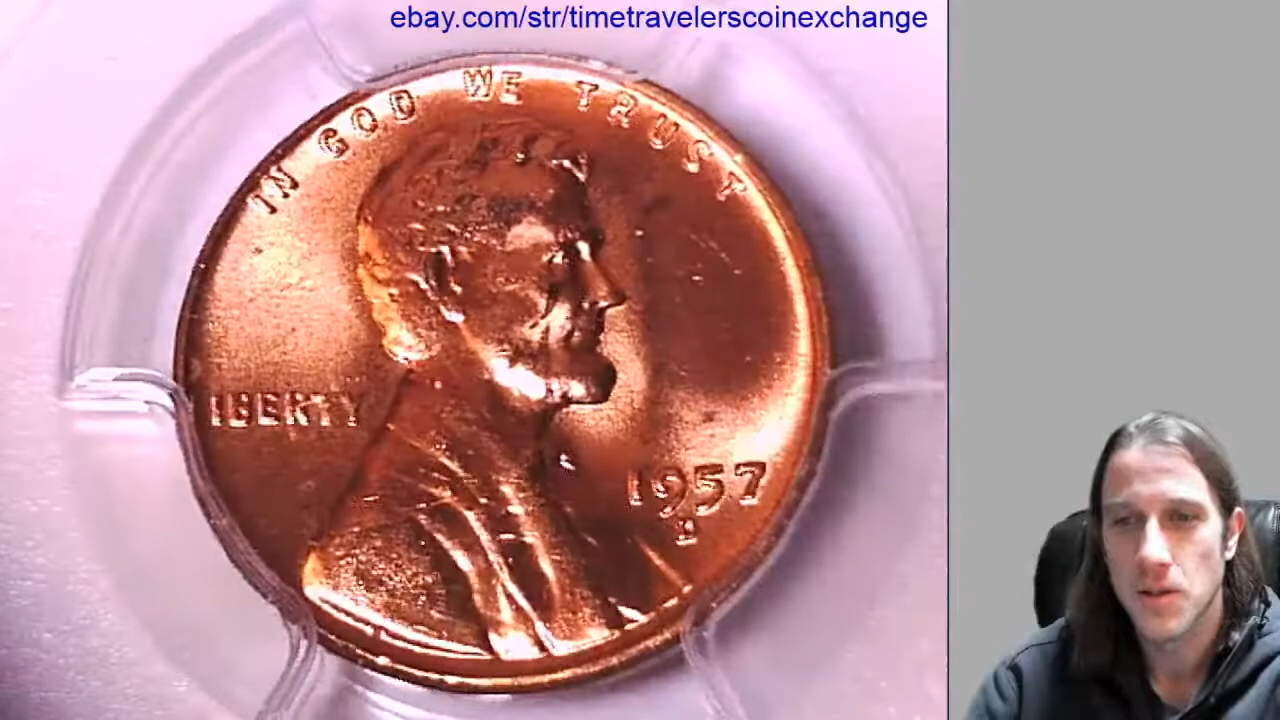 ebay.com/str/timetravelerscoinexchange
IN GOD WE TRUST
LIBERTY
1957
D